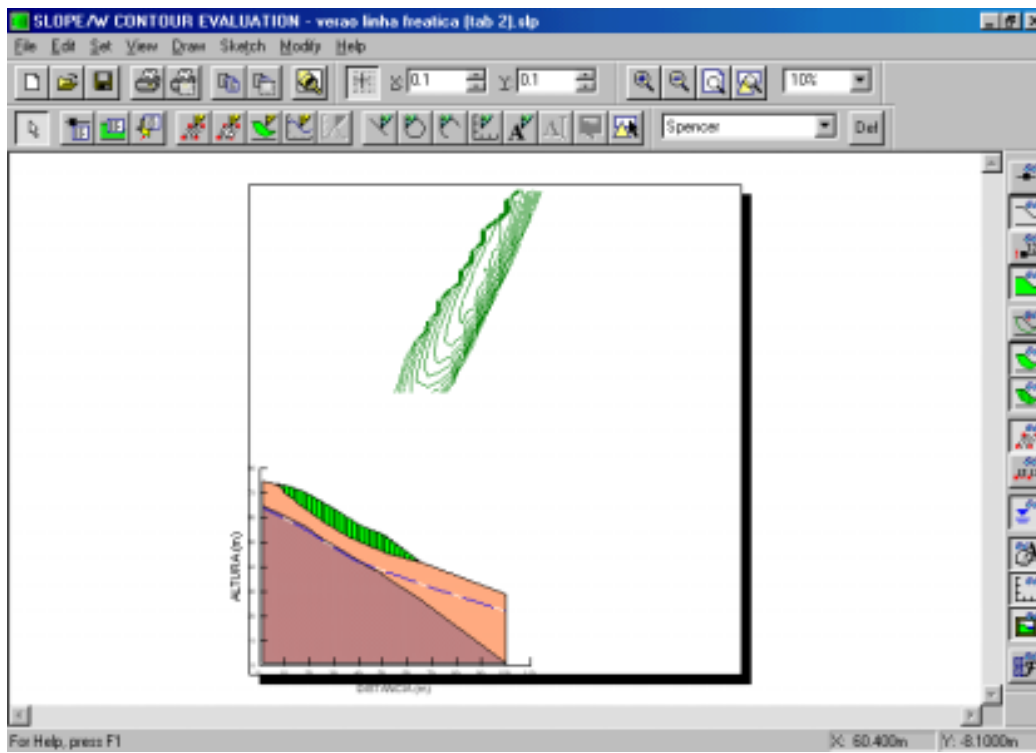 SLOPE/W CONTOUR EVALUATION - verao linha freatica (tab 2).slp
File Edit Set View Draw Sketch Modify Help
X: 0.1 Y: 0.1 10%
Spencer Def
ALTURA (m)
DISTANCIA (m)
For Help, press F1 X: 60.400m Y: -8.1000m